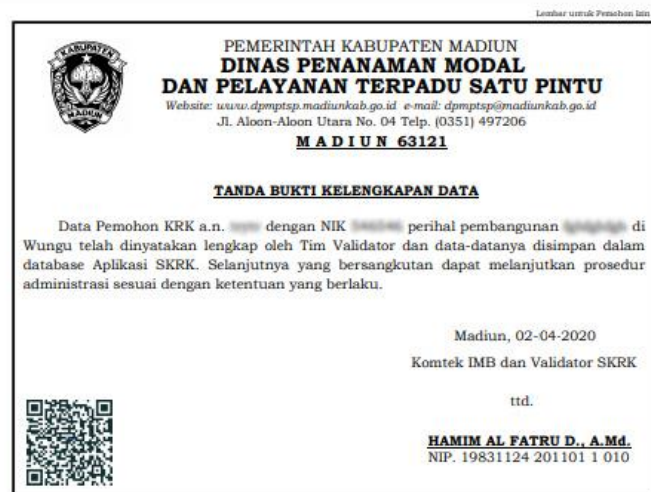 Lembar untuk Pemohon Izin
PEMERINTAH KABUPATEN MADIUN
DINAS PENANAMAN MODAL
DAN PELAYANAN TERPADU SATU PINTU
Website: www.dpmptsp.madiunkab.go.id e-mail: dpmptsp@madiunkab.go.id
Jl. Aloon-Aloon Utara No. 04 Telp. (0351) 497206
M A D I U N 63121
KABUPATEN
MADIUN
TANDA BUKTI KELENGKAPAN DATA
Data Pemohon KRK a.n. dengan NIK perihal pembangunan di
Wungu telah dinyatakan lengkap oleh Tim Validator dan data-datanya disimpan dalam
database Aplikasi SKRK. Selanjutnya yang bersangkutan dapat melanjutkan prosedur
administrasi sesuai dengan ketentuan yang berlaku.
Madiun, 02-04-2020
Komtek IMB dan Validator SKRK
ttd.
HAMIM AL FATRU D., A.Md.
NIP. 19831124 201101 1 010